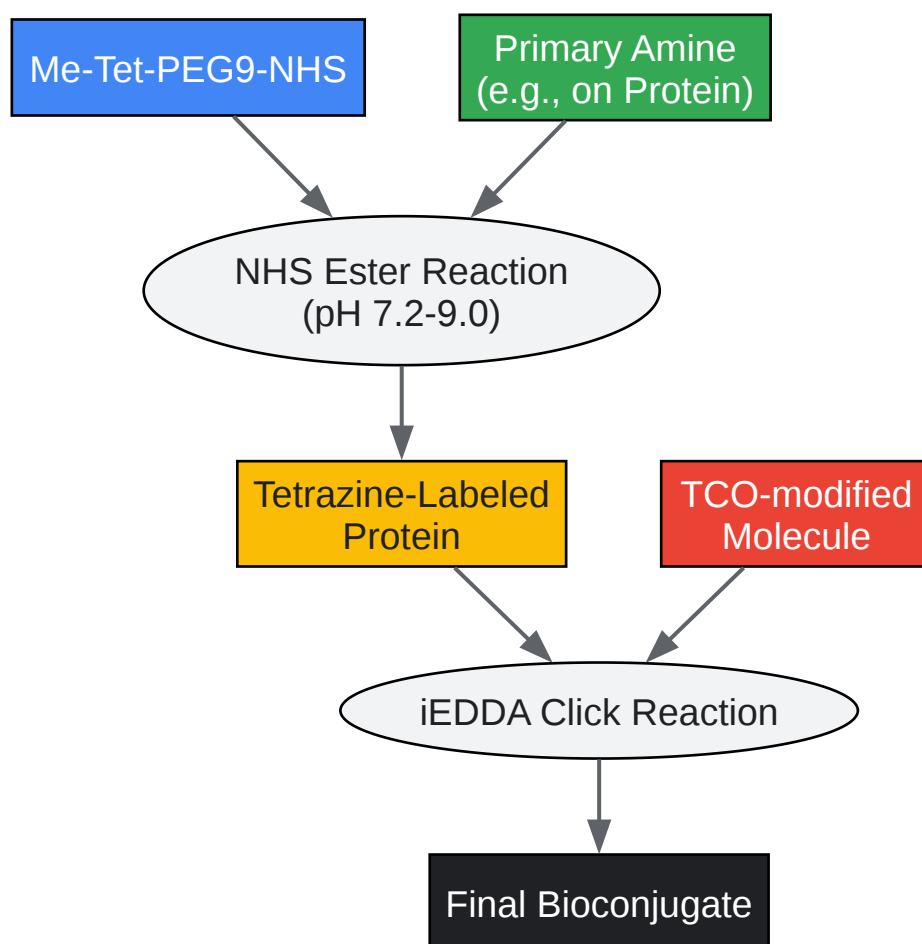 Me-Tet-PEG9-NHS
Primary Amine
(e.g., on Protein)
NHS Ester Reaction
(pH 7.2-9.0)
Tetrazine-Labeled
Protein
TCO-modified
Molecule
iEDDA Click Reaction
Final Bioconjugate